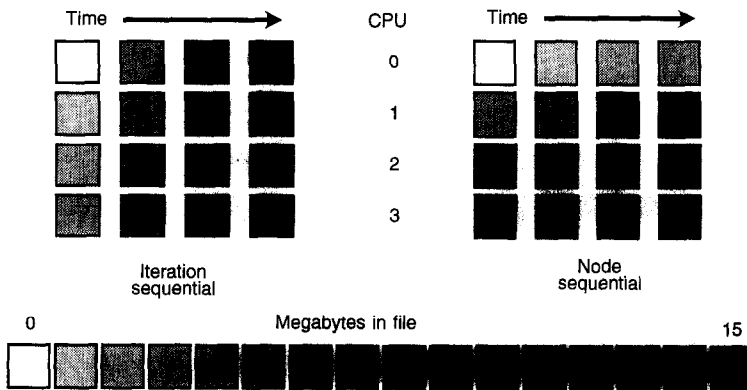 Time
CPU
Time
0
1
2
3
Iteration
sequential
Node
sequential
0
Megabytes in file
15